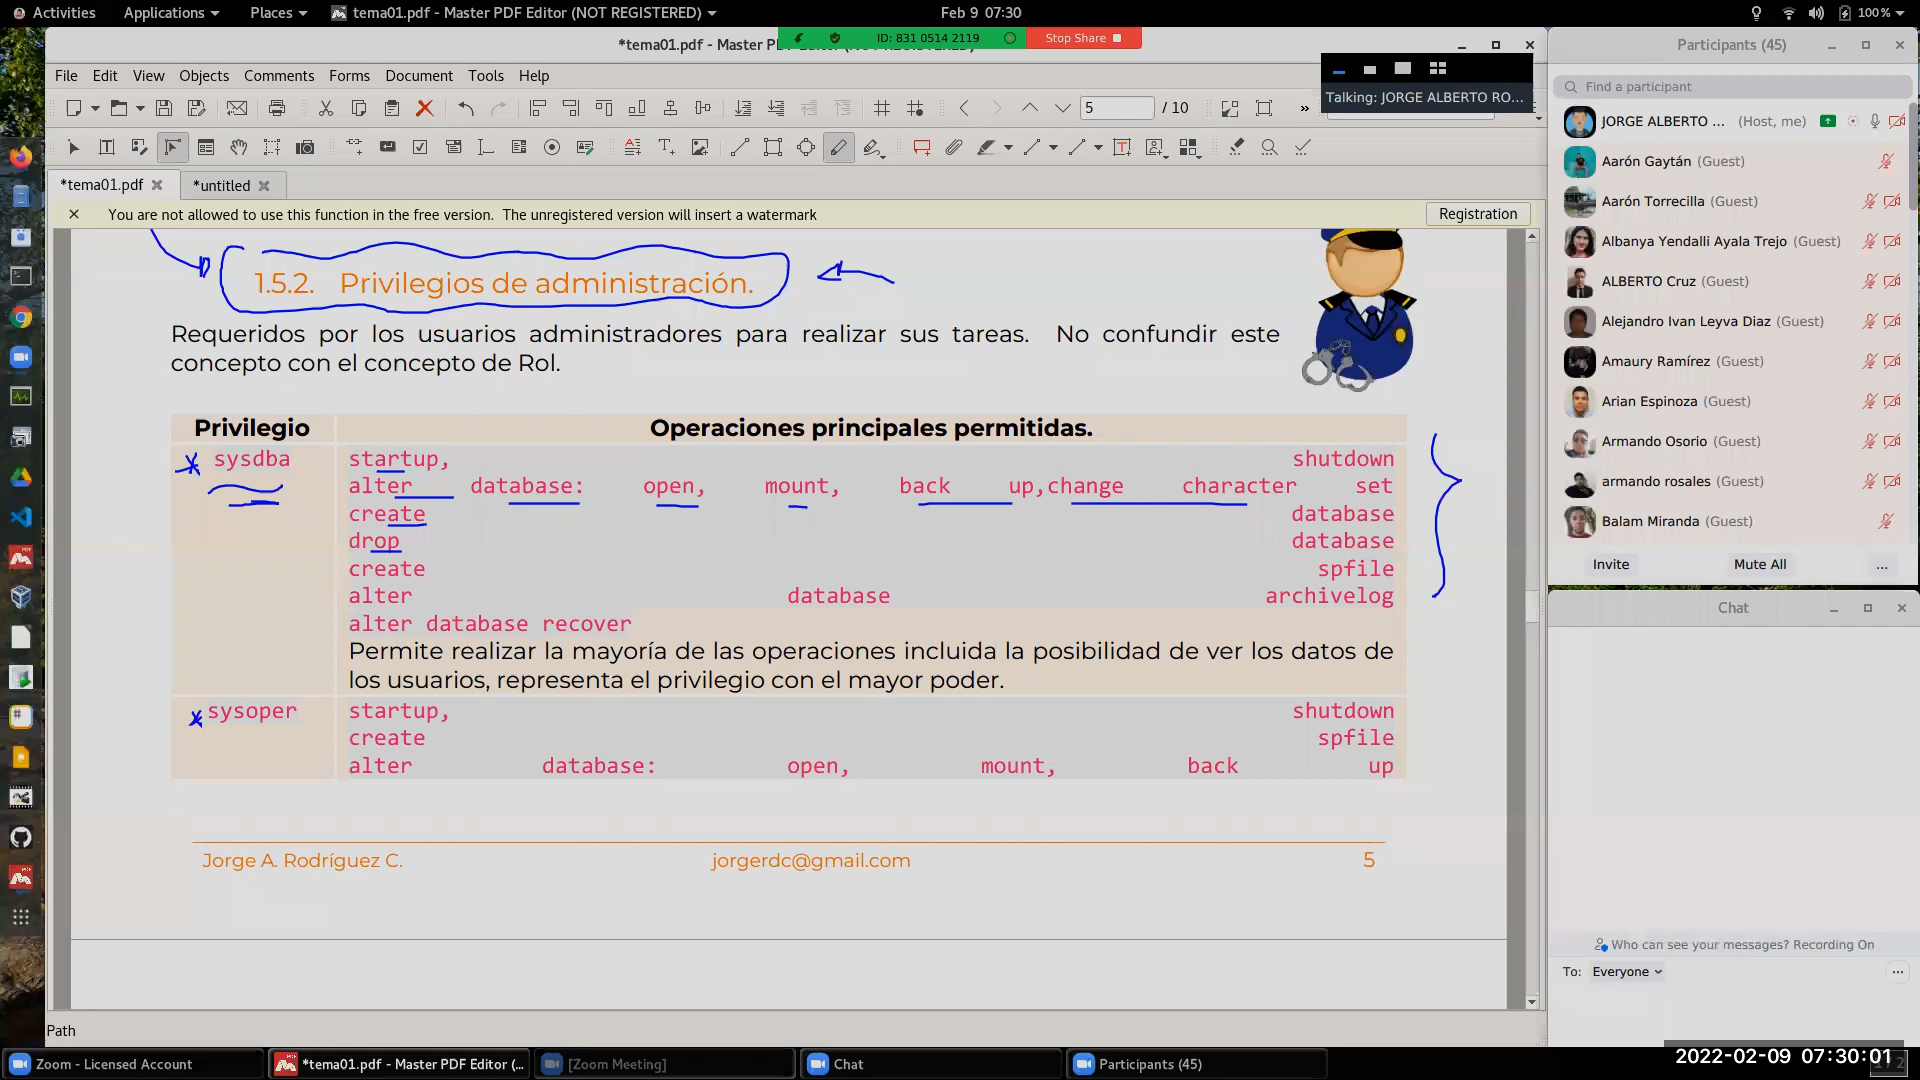 Activities Applications Places tema01.pdf - Master PDF Editor (NOT REGISTERED) Feb 9 07:30 100%
*tema01.pdf - Master P
ID: 831 0514 2119 Stop Share
File Edit View Objects Comments Forms Document Tools Help
Talking: JORGE ALBERTO RO...
5 / 10 »
*tema01.pdf *untitled
You are not allowed to use this function in the free version. The unregistered version will insert a watermark Registration
1.5.2. Privilegios de administración.
Requeridos por los usuarios administradores para realizar sus tareas. No confundir este
concepto con el concepto de Rol.
Privilegio Operaciones principales permitidas.
sysdba startup, shutdown
alter database: open, mount, back up,change character set
create database
drop database
create spfile
alter database archivelog
alter database recover
Permite realizar la mayoría de las operaciones incluida la posibilidad de ver los datos de
los usuarios, representa el privilegio con el mayor poder.
sysoper startup, shutdown
create spfile
alter database: open, mount, back up
Jorge A. Rodríguez C. jorgerdc@gmail.com 5
Path
Participants (45)
Find a participant
JORGE ALBERTO ... (Host, me)
Aarón Gaytán (Guest)
Aarón Torrecilla (Guest)
Albanya Yendalli Ayala Trejo (Guest)
ALBERTO Cruz (Guest)
Alejandro Ivan Leyva Diaz (Guest)
Amaury Ramírez (Guest)
Arian Espinoza (Guest)
Armando Osorio (Guest)
armando rosales (Guest)
Balam Miranda (Guest)
Invite Mute All ...
Chat
Who can see your messages? Recording On
To: Everyone
Zoom - Licensed Account *tema01.pdf - Master PDF Editor (... [Zoom Meeting] Chat Participants (45)
2022-02-09 07:30:01